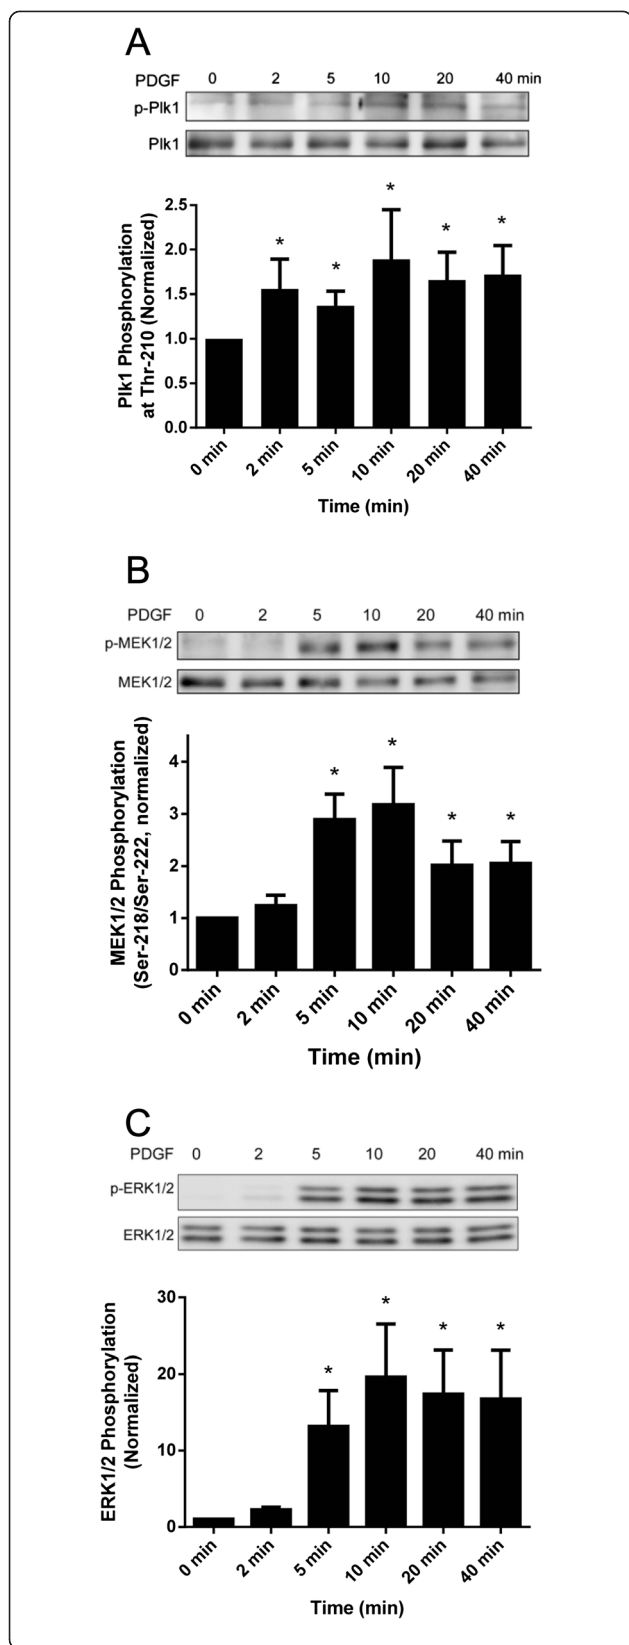 A
PDGF 0 2 5 10 20 40 min
p-Plk1
Plk1
Plk1 Phosphorylation
at Thr-210 (Normalized)
2.5
2.0
1.5
1.0
0.5
0.0
* * * * *
0 min 2 min 5 min 10 min 20 min 40 min
Time (min)
B
PDGF 0 2 5 10 20 40 min
p-MEK1/2
MEK1/2
MEK1/2 Phosphorylation
(Ser-218/Ser-222, normalized)
4
3
2
1
0
* * * *
0 min 2 min 5 min 10 min 20 min 40 min
Time (min)
C
PDGF 0 2 5 10 20 40 min
p-ERK1/2
ERK1/2
ERK1/2 Phosphorylation
(Normalized)
30
20
10
0
* * * *
0 min 2 min 5 min 10 min 20 min 40 min
Time (min)